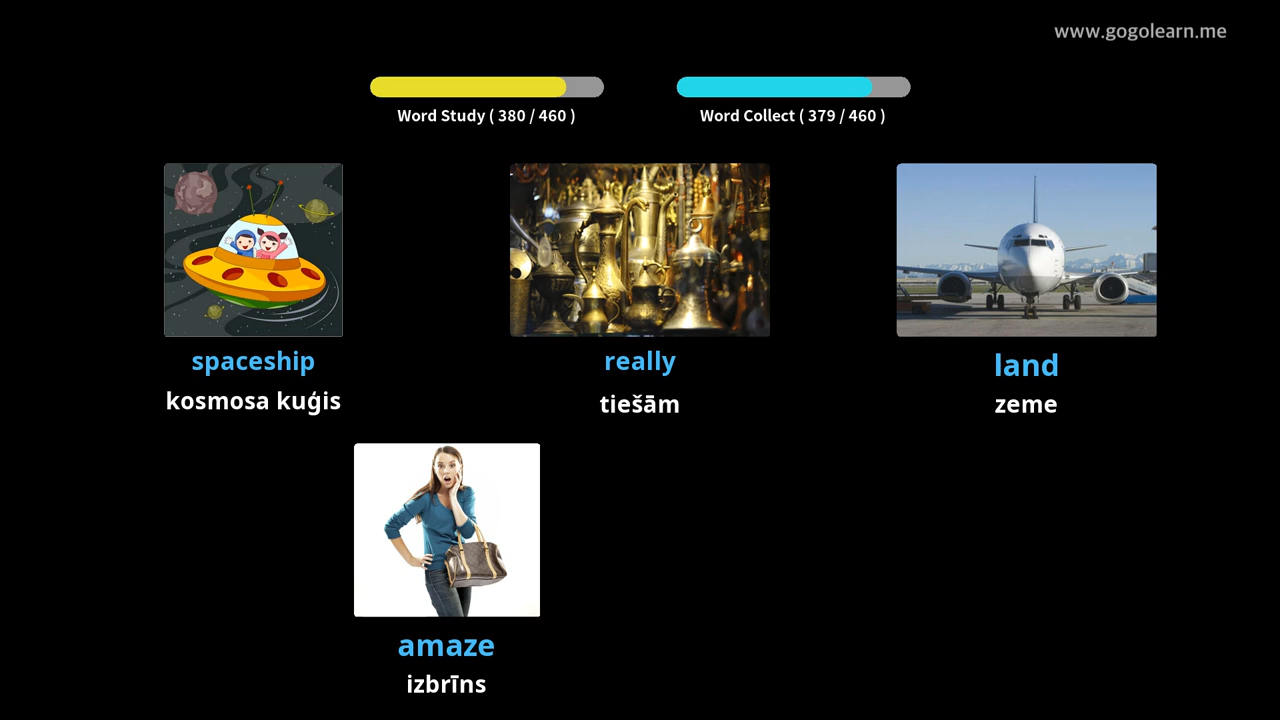 www.gogolearn.me
Word Study ( 380 / 460 )
Word Collect ( 379 / 460 )
spaceship
kosmosa kuģis
really
tiešām
land
zeme
amaze
izbrīns